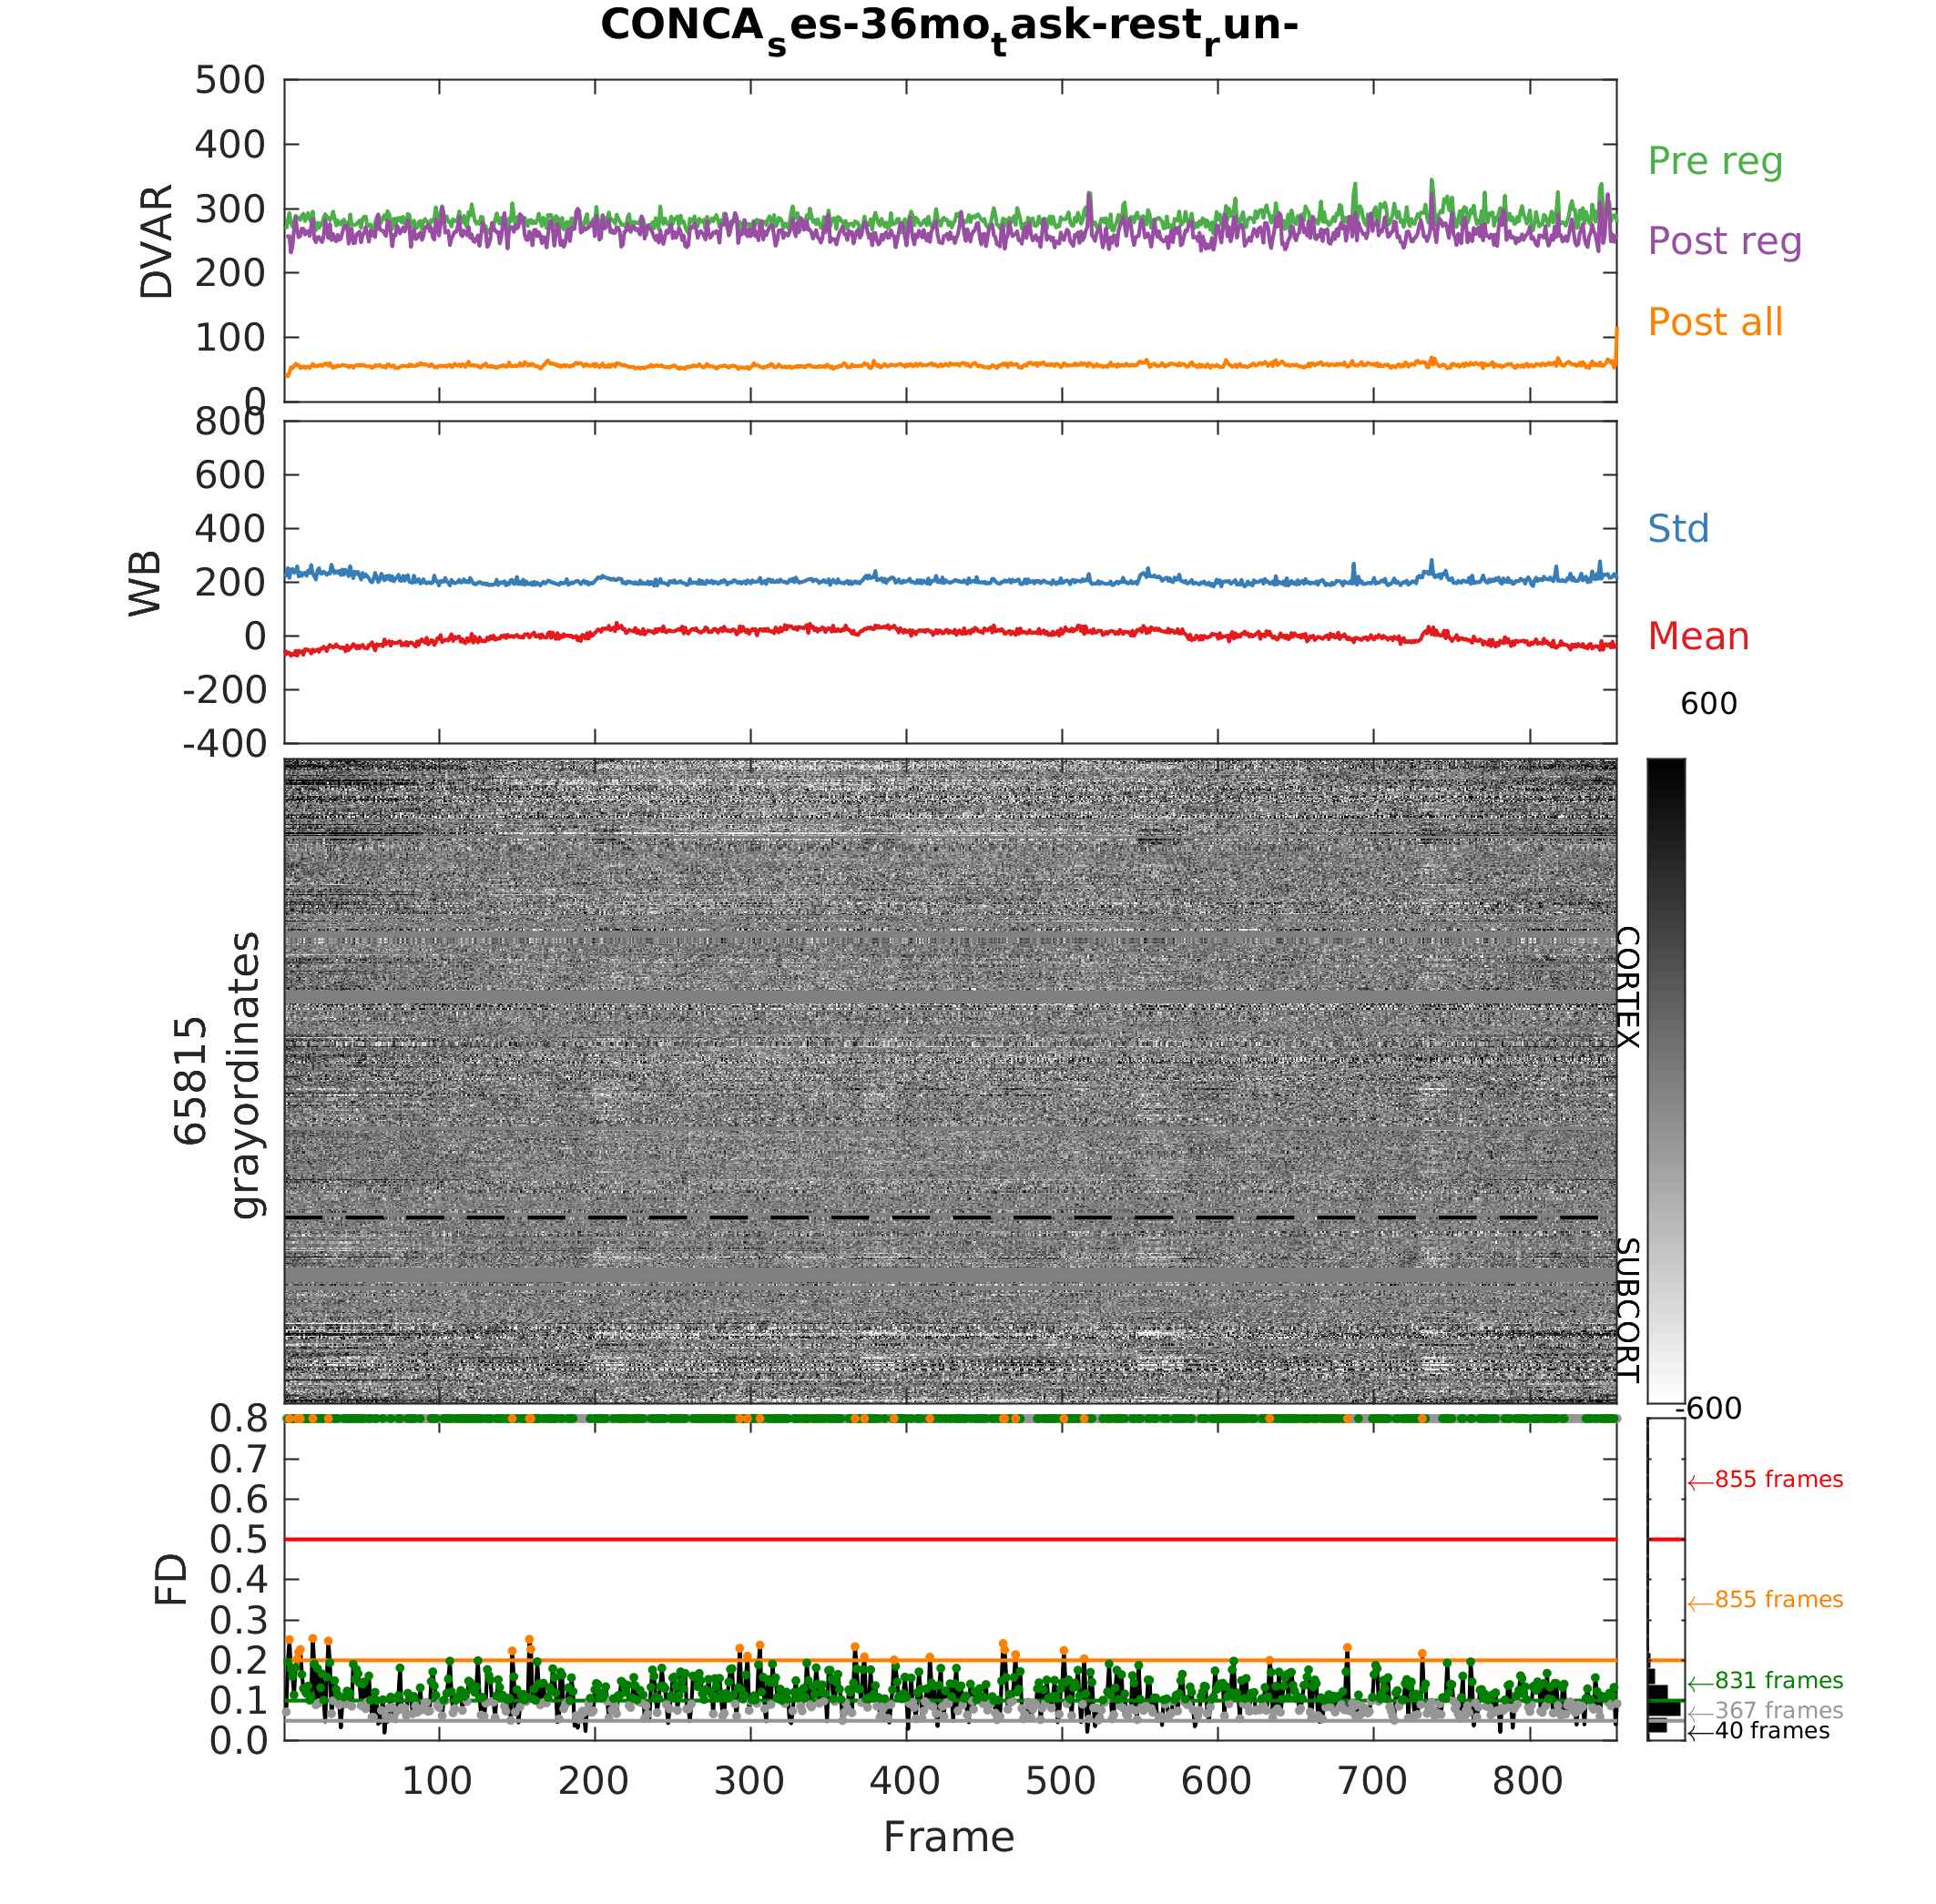 CONCAses-36motask-restrun-
500
400
300
200
100
0
DVAR
Pre reg
Post reg
Post all
800
600
400
200
0
-200
-400
WB
Std
Mean
600
65815
grayordinates
CORTEX
SUBCORT
-600
0.8
0.7
0.6
0.5
0.4
0.3
0.2
0.1
0.0
FD
←855 frames
←855 frames
←831 frames
←367 frames
←40 frames
100 200 300 400 500 600 700 800
Frame